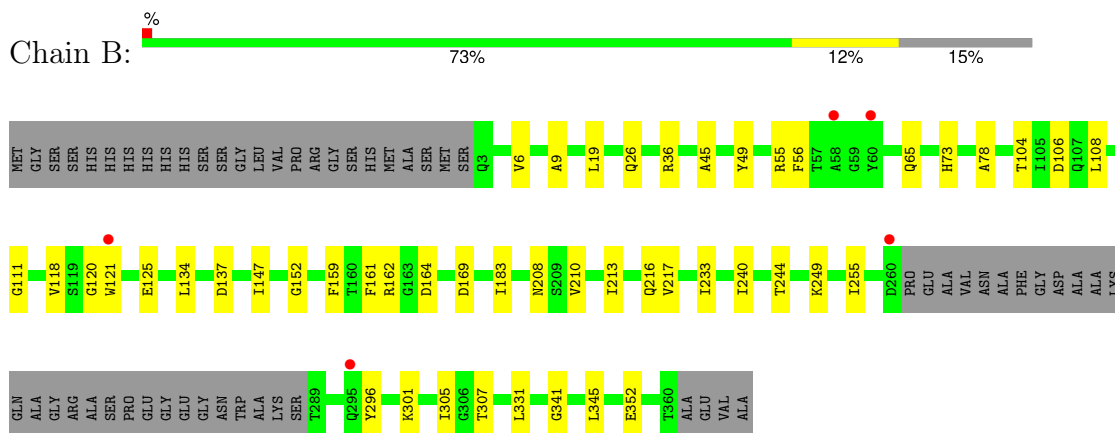 %
Chain B:
73% 12% 15%
MET GLY SER SER HIS HIS HIS HIS HIS HIS SER SER GLY LEU VAL PRO ARG GLY SER HIS MET ALA SER MET SER Q3 V6 A9 L19 Q26 R36 A45 Y49 R55 F56 T57 A58 G59 Y60 Q65 H73 A78 T104 I105 D106 Q107 L108
G111 V118 S119 G120 W121 E125 L134 D137 I147 G152 F159 T160 F161 R162 G163 D164 D169 I183 N208 S209 V210 I213 Q216 V217 I233 I240 T244 K249 I255 D260 PRO GLU ALA VAL ASN ALA PHE GLY ASP ALA ALA LYS
GLN ALA GLY ARG ALA SER PRO GLU GLY GLU GLY ASN TRP ALA LYS SER T289 Q295 Y296 K301 I305 G306 T307 L331 G341 L345 E352 T360 ALA GLU VAL ALA